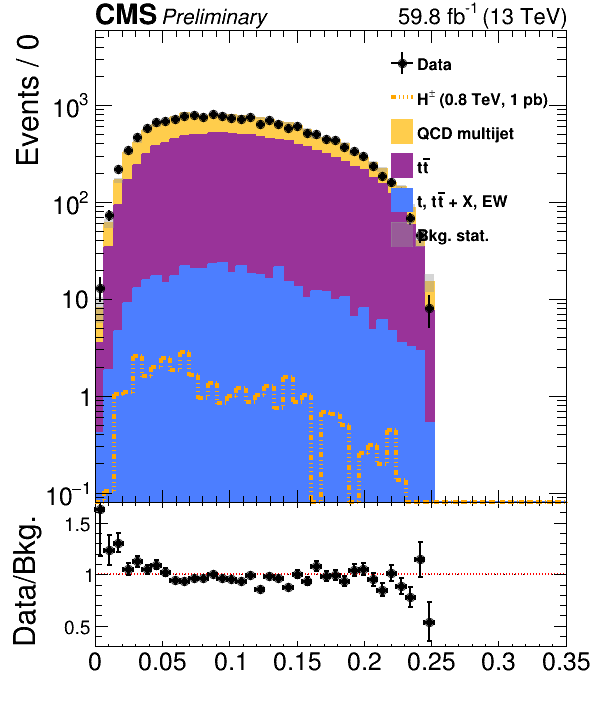 CMS Preliminary 59.8 fb⁻¹ (13 TeV)
Events / 0
10³
10²
10
1
10⁻¹
Data
H± (0.8 TeV, 1 pb)
QCD multijet
tt̄
t, tt̄ + X, EW
Bkg. stat.
Data/Bkg.
1.5
1
0.5
0 0.05 0.1 0.15 0.2 0.25 0.3 0.35